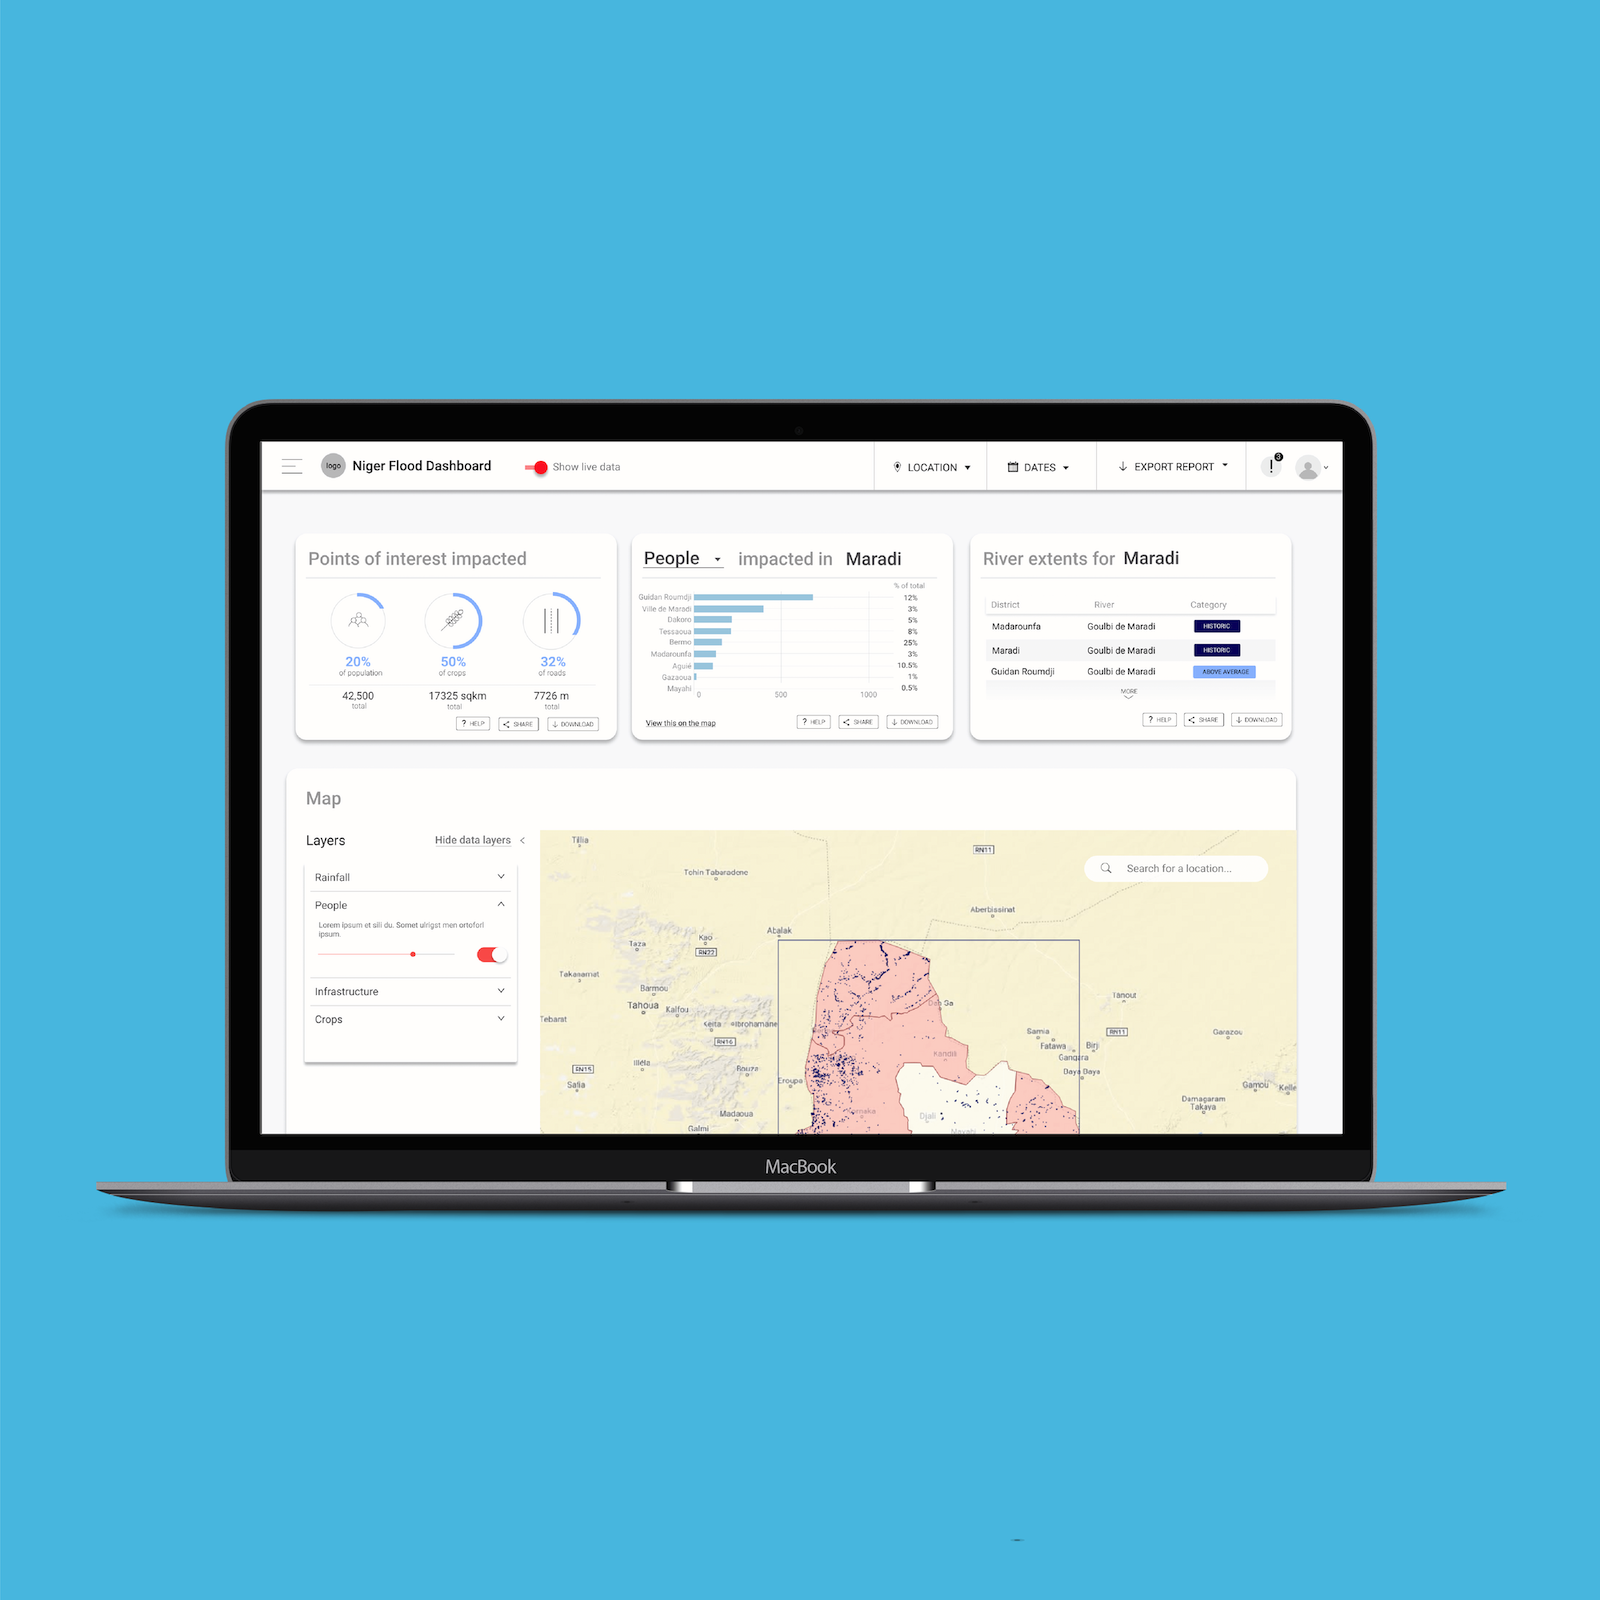 logo Niger Flood Dashboard Show live data LOCATION DATES EXPORT REPORT ! 3
Points of interest impacted
20% 50% 32%
of population of crops of roads
42,500 17325 sqkm 7726 m
total total total
? HELP SHARE DOWNLOAD
People impacted in Maradi
% of total
Guidan Roumdji 12%
Ville de Maradi 3%
Dakoro 5%
Tessaoua 8%
Bermo 25%
Madarounfa 3%
Aguié 10.5%
Gazaoua 1%
Mayahi 0.5%
0 500 1000
View this on the map ? HELP SHARE DOWNLOAD
River extents for Maradi
District River Category
Madarounfa Goulbi de Maradi HISTORIC
Maradi Goulbi de Maradi HISTORIC
Guidan Roumdji Goulbi de Maradi ABOVE AVERAGE
MORE
? HELP SHARE DOWNLOAD
Map
Layers Hide data layers
Rainfall
People
Lorem ipsum et sili du. Somet ulrigst men ortoforl
ipsum.
Infrastructure
Crops
Search for a location...
Tillia
RN11
Tchin Tabaradene
Aberbissinat
Abalak
Kao
Taza
RN22
Takanamat
Barmou
Tahoua
Kalfou
Tanout
Tebarat
Keita
Ibrohamane
Samia
RN11
Garazou
RN16
Fatawa
Birji
Kandili
Gangara
Illéla
RN15
Bouza
Daya Daya
Salia
Eroupa
Gamou
Kelle
Damagaram
Takaya
Madaoua
Djali
Galmi
Mayahi
MacBook